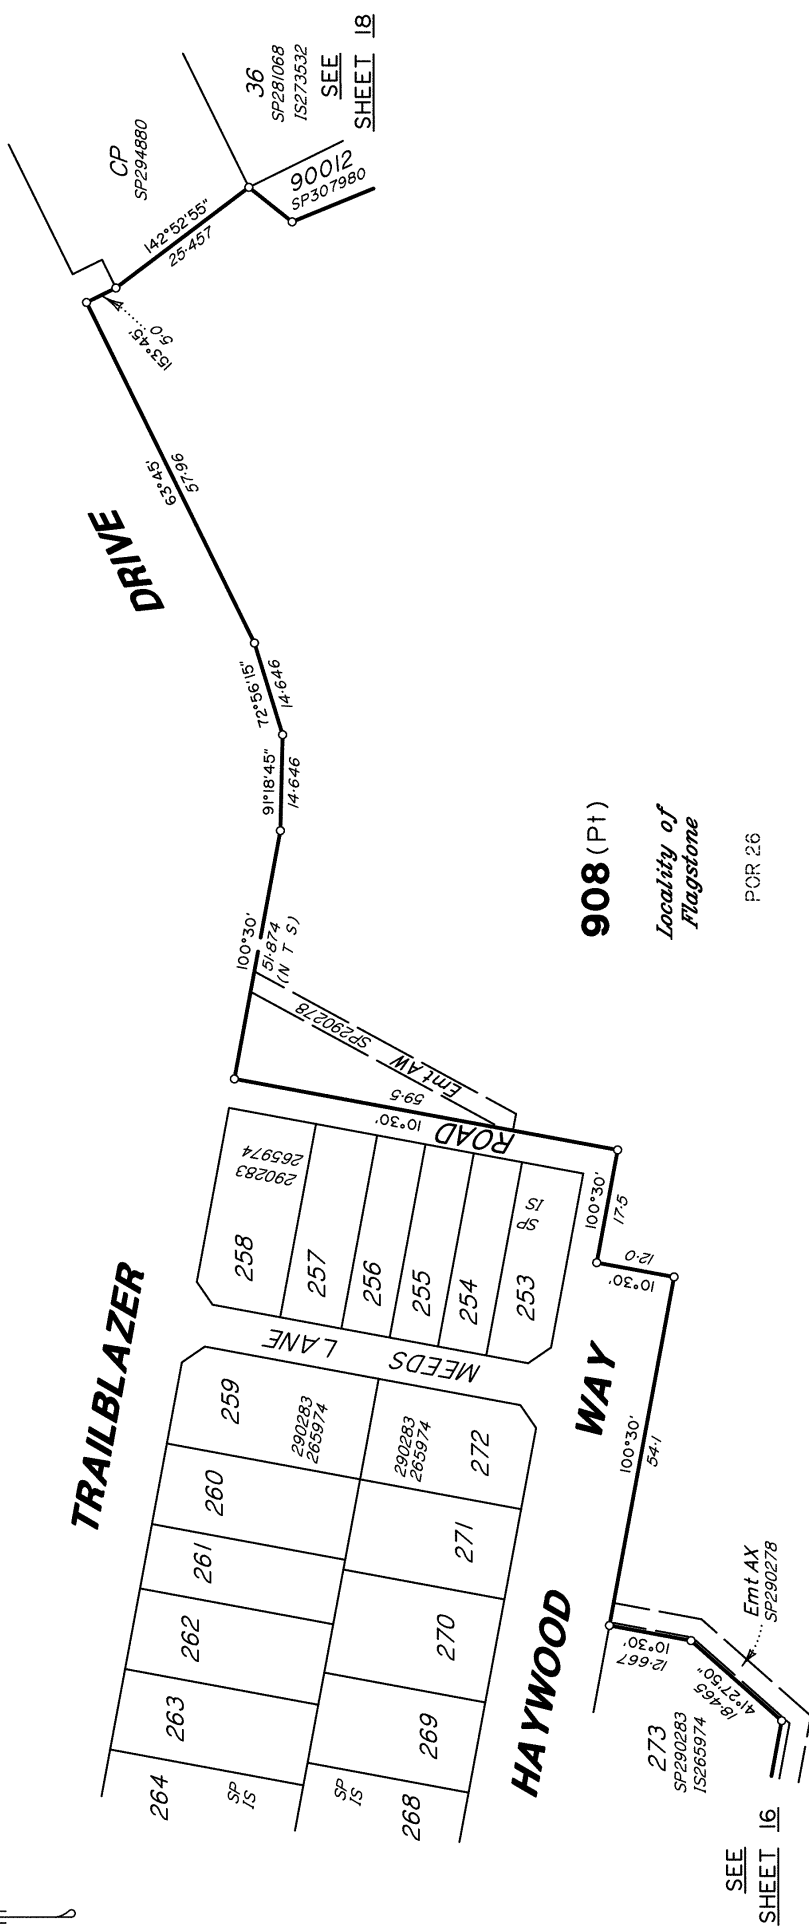 36
SP281068
IS273532
SEE
SHEET 18
CP
SP294880
90012
SP307980
142°52'55"
25·457
153°45'
5·0
63°45'
57·96
DRIVE
72°56'15"
14·646
91°18'45"
14·646
100°30'
51·874
(N T S)
908 (Pt)
Locality of
Flagstone
POR 26
Emt AW
SP290278
59·5
10°30'
ROAD
100°30'
17·5
12·0
10°30'
TRAILBLAZER
258
290283
265974
257
256
255
254
253
SP
IS
MEEDS LANE
259
290283
265974
290283
265974
272
260
271
261
262
270
263
269
264
SP
IS
SP
IS
268
HAYWOOD WAY
100°30'
54·1
12·667
10°30'
18·465
41°27'50"
Emt AX
SP290278
273
SP290283
IS265974
SEE
SHEET 16